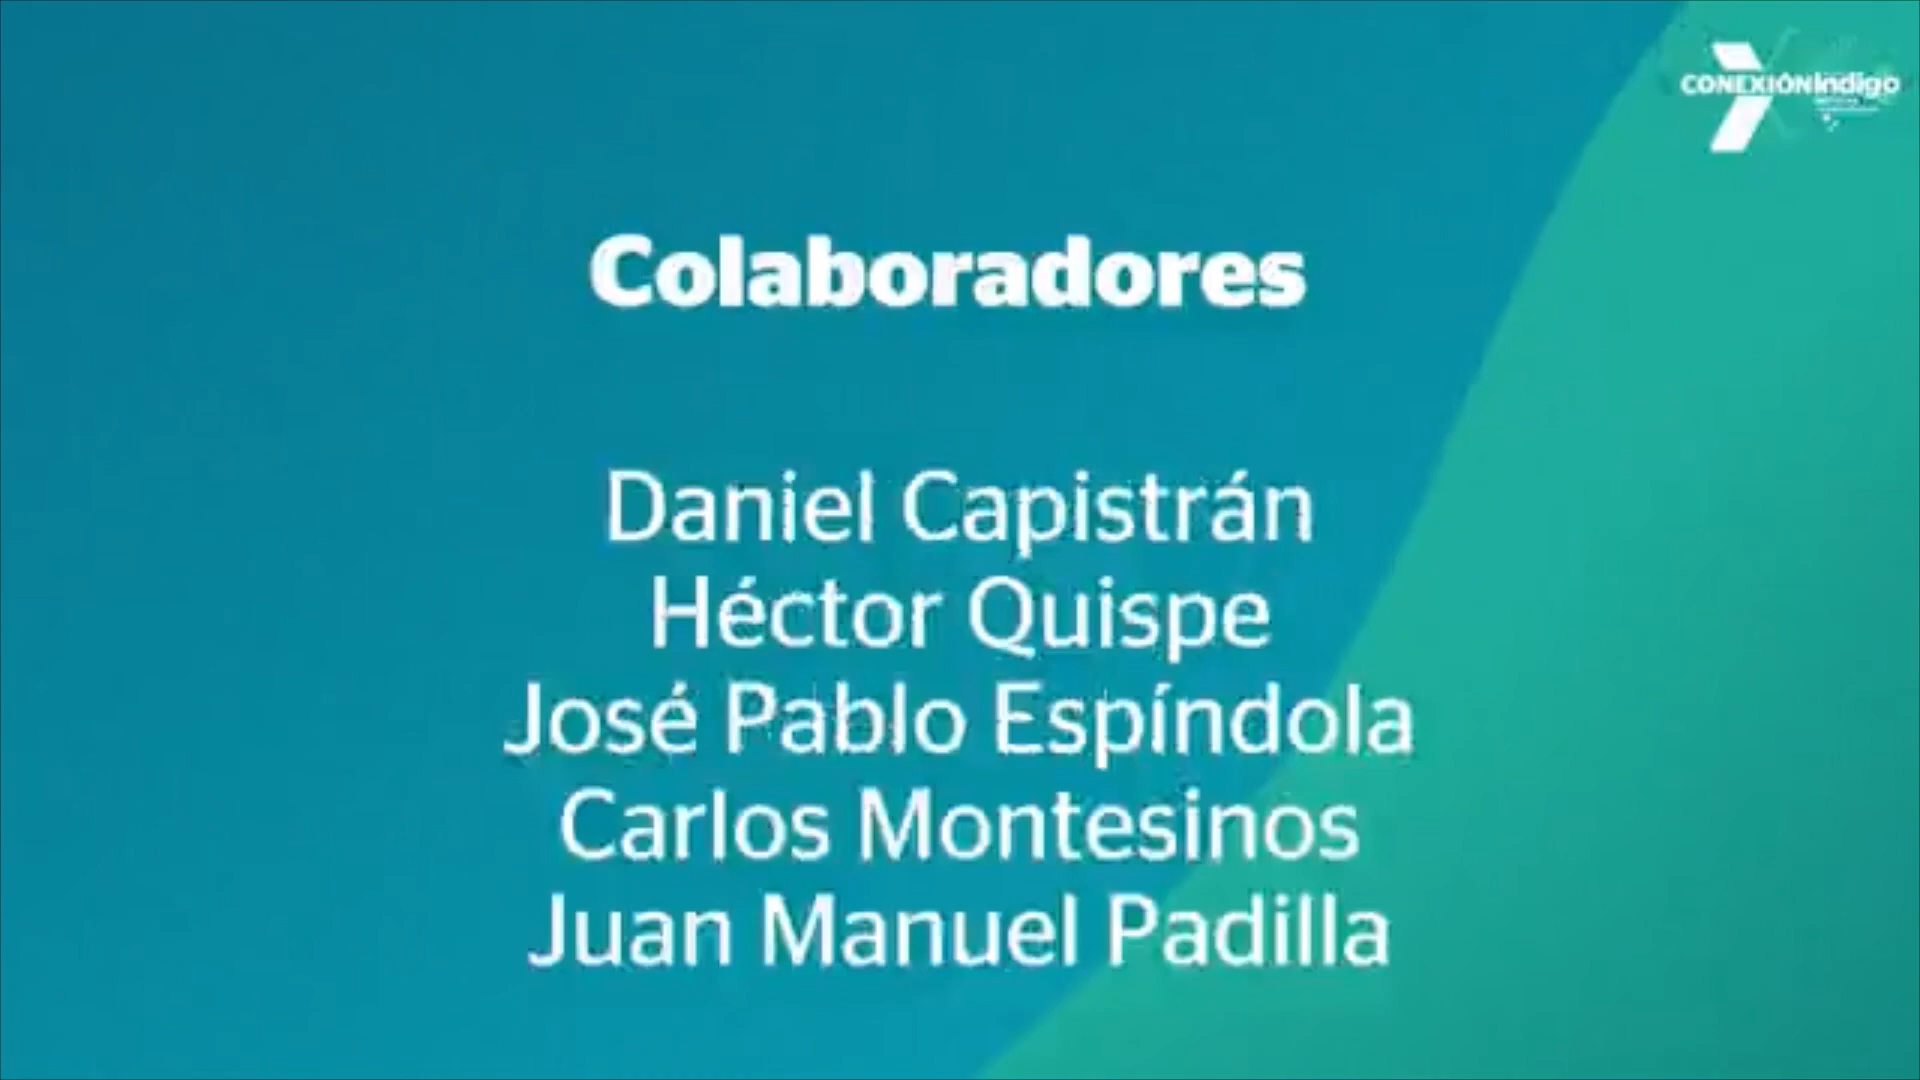 CONEXIÓNindigo
Colaboradores
Daniel Capistrán
Héctor Quispe
José Pablo Espíndola
Carlos Montesinos
Juan Manuel Padilla